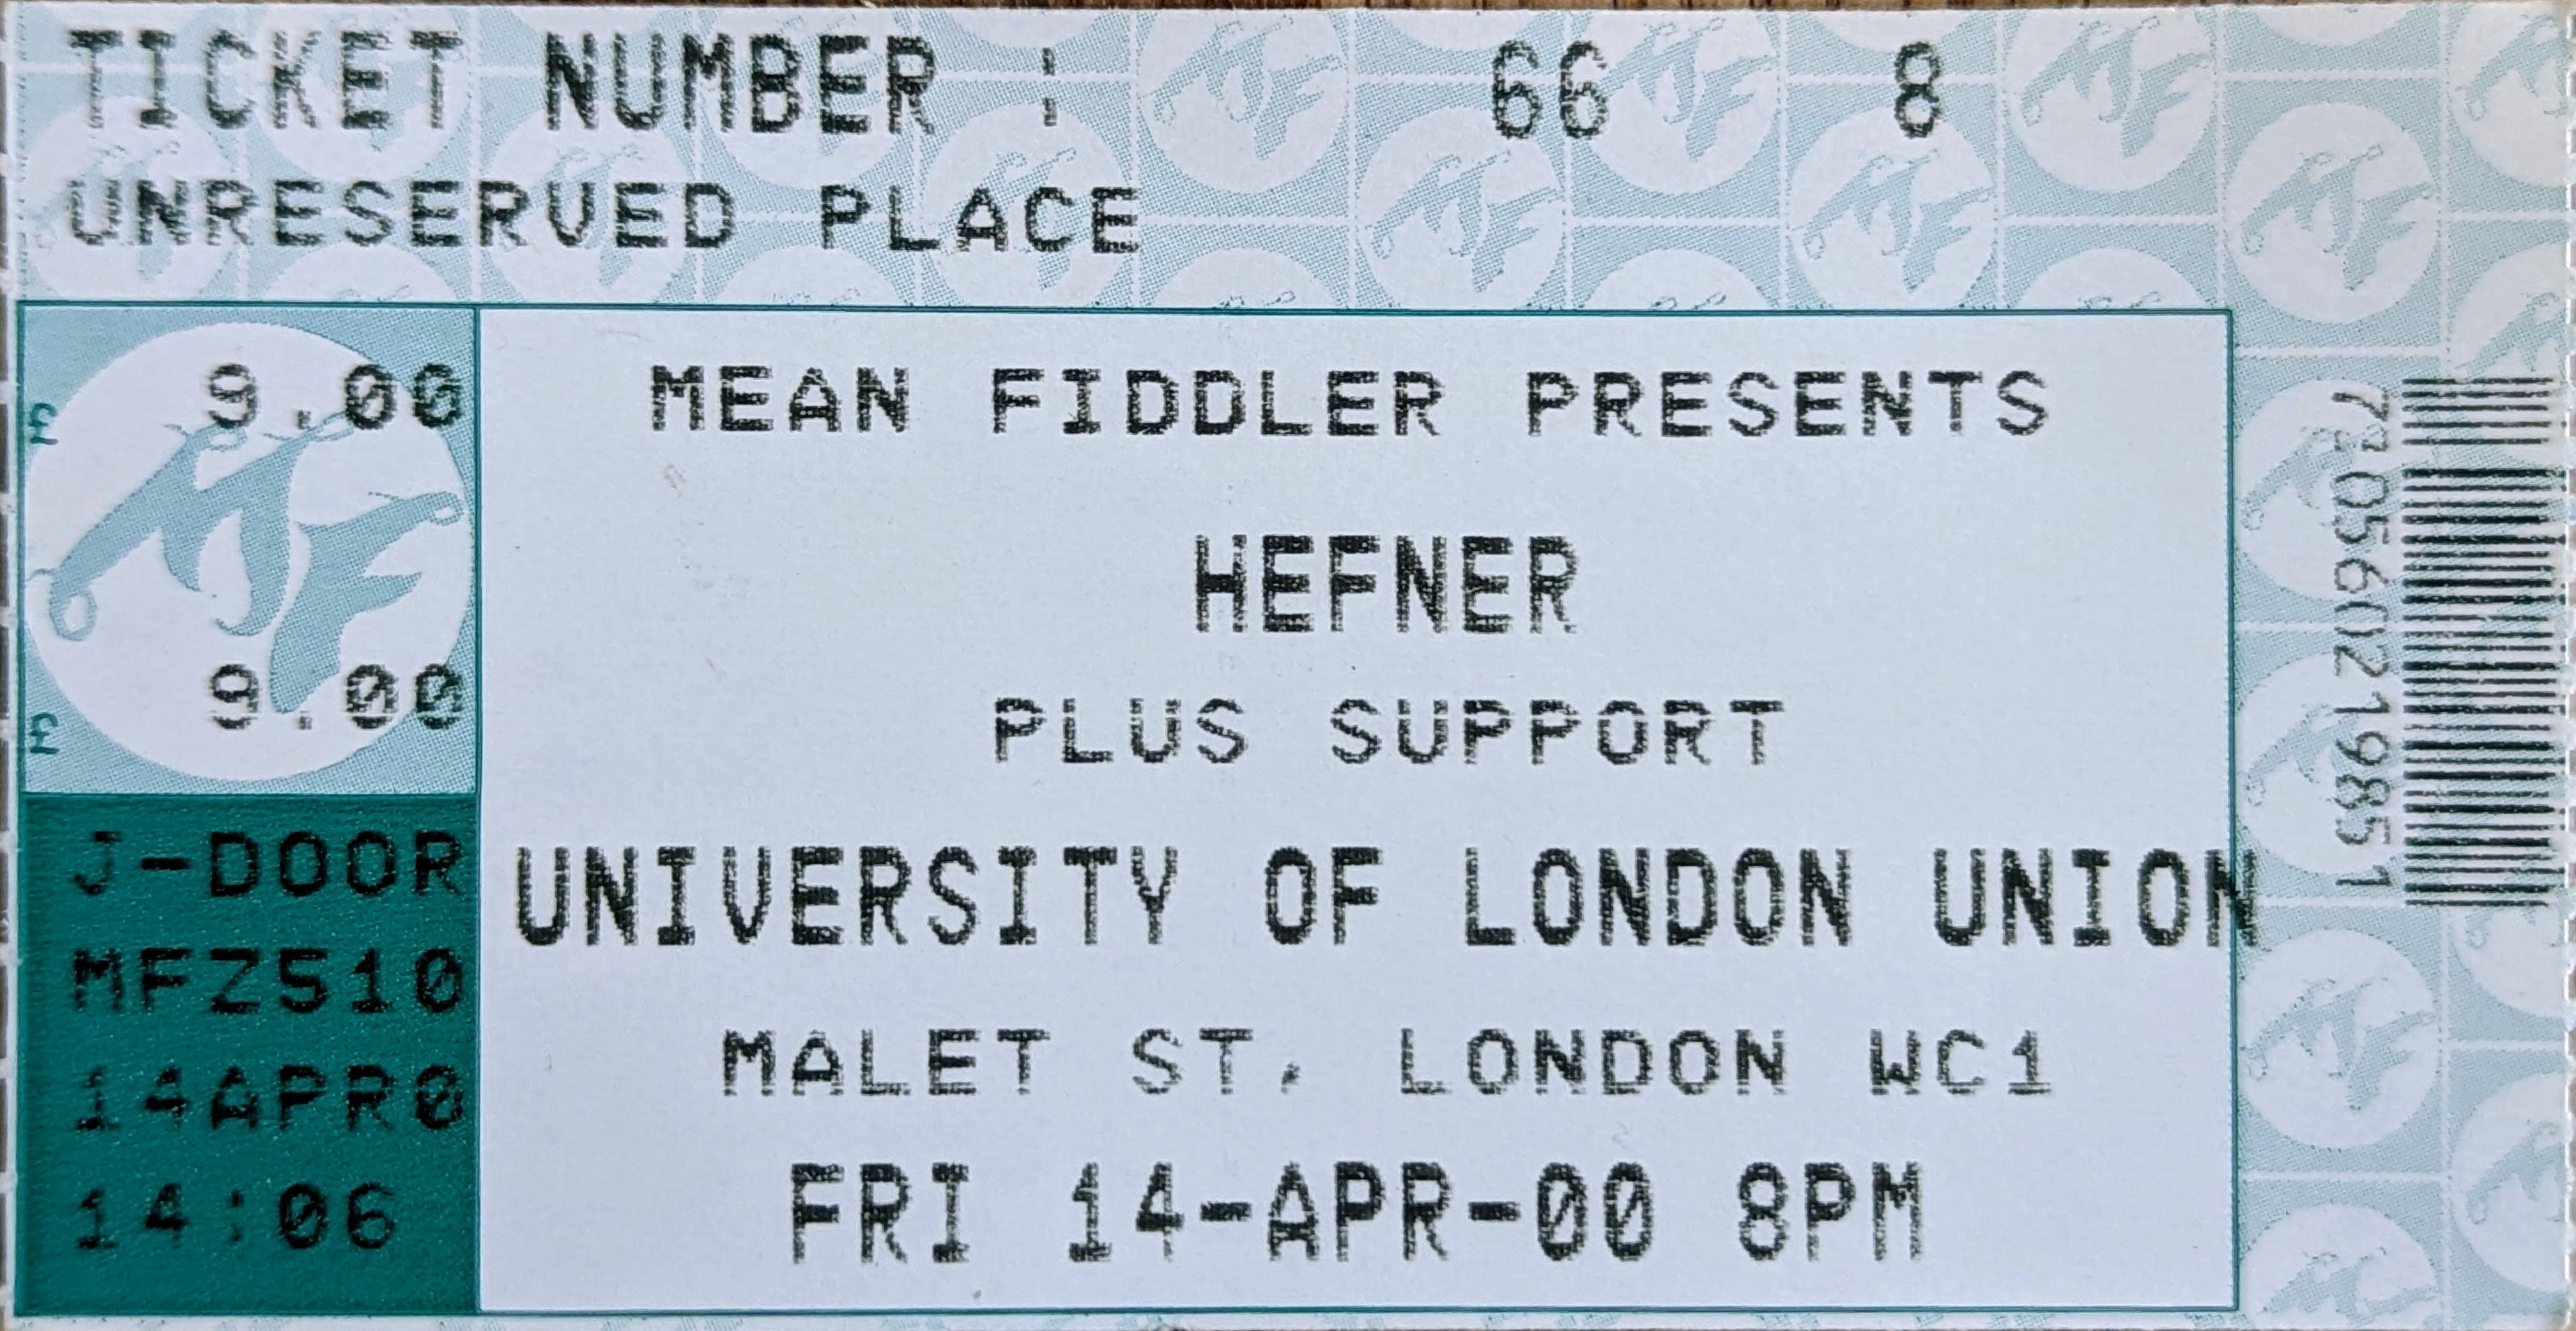 TICKET NUMBER : 66 8
UNRESERVED PLACE
£ 9.00
£ 9.00
J-DOOR
MFZ510
14APR0
14:06
MEAN FIDDLER PRESENTS
HEFNER
PLUS SUPPORT
UNIVERSITY OF LONDON UNION
MALET ST. LONDON WC1
FRI 14-APR-00 8PM
7105602219851